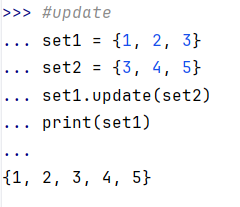 >>> #update
... set1 = {1, 2, 3}
... set2 = {3, 4, 5}
... set1.update(set2)
... print(set1)
...
{1, 2, 3, 4, 5}